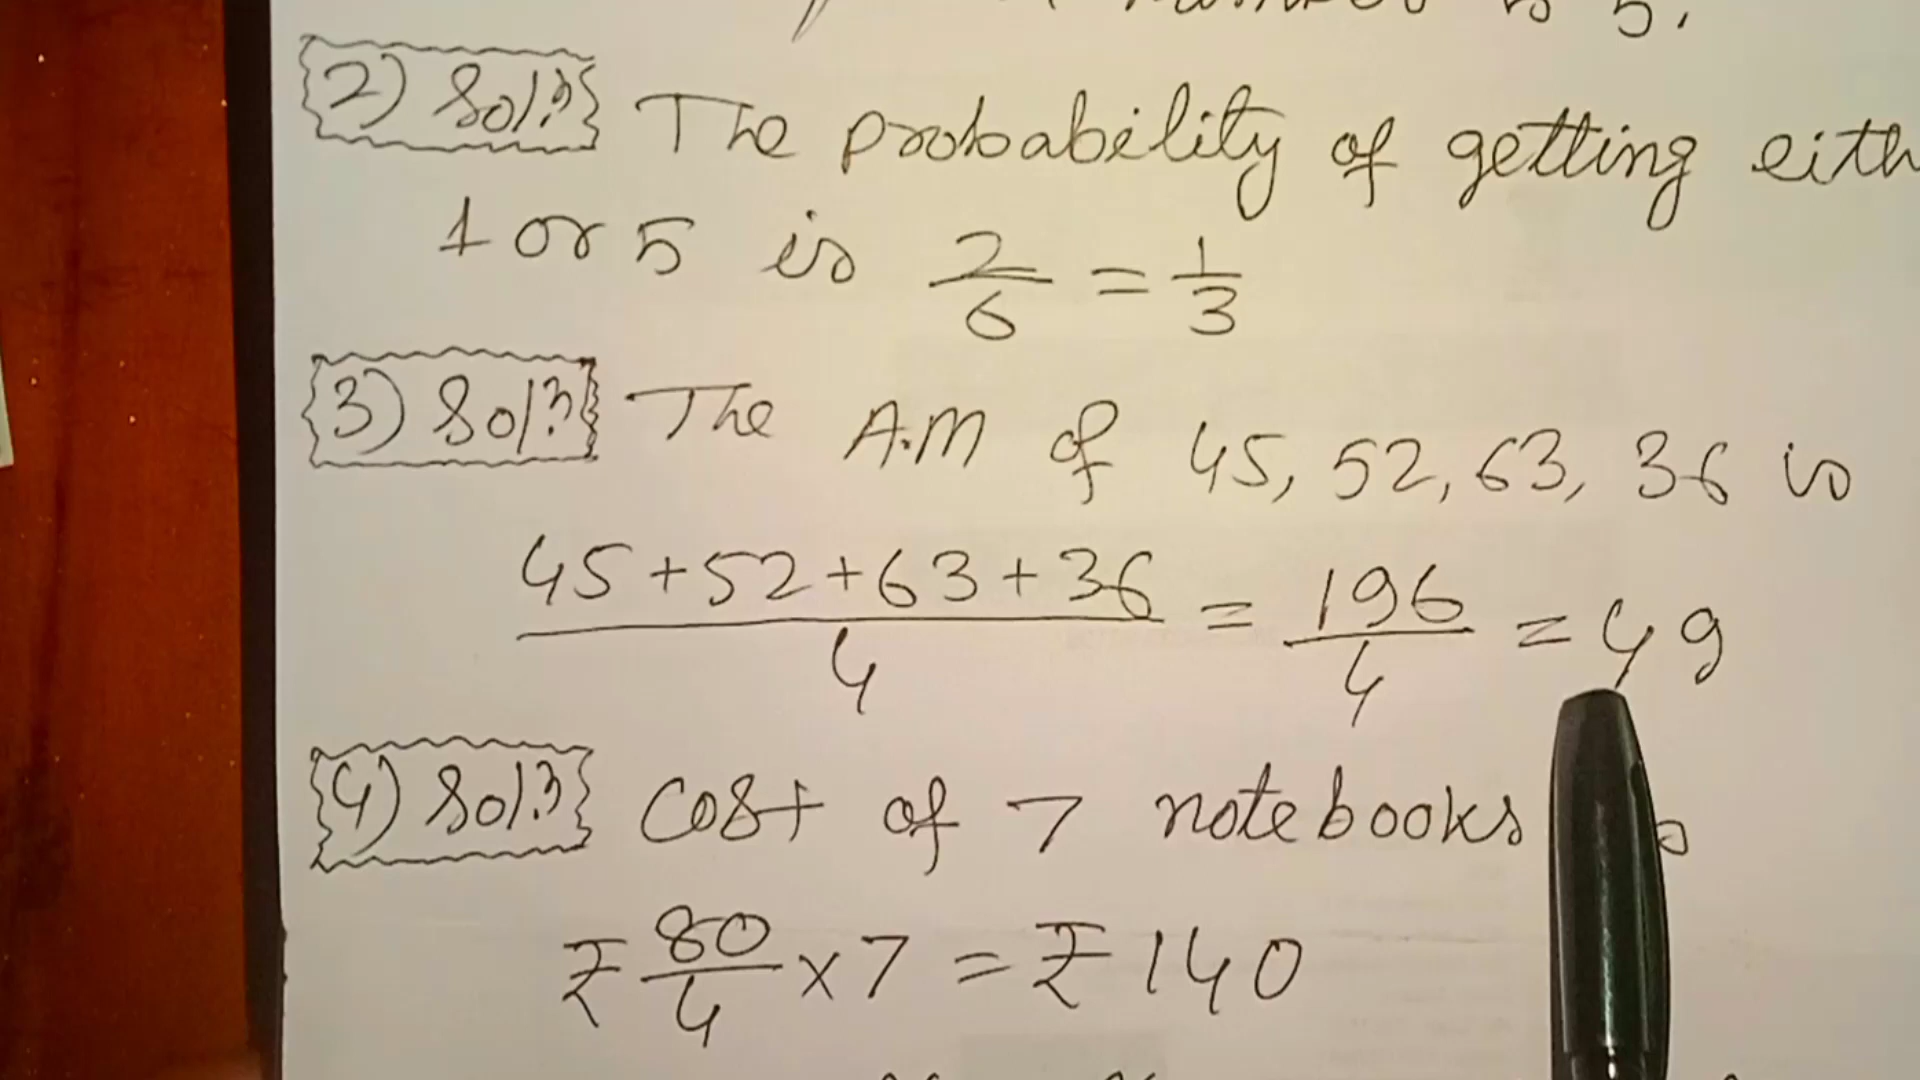 is 5.
2) Sol? The probability of getting eith
1 or 5 is 2/6 = 1/3
3) Sol? The A.M of 45, 52, 63, 36 is
45+52+63+36/4 = 196/4 = 49
4) Sol? Cost of 7 notebooks
₹ 80/4 × 7 = ₹ 140